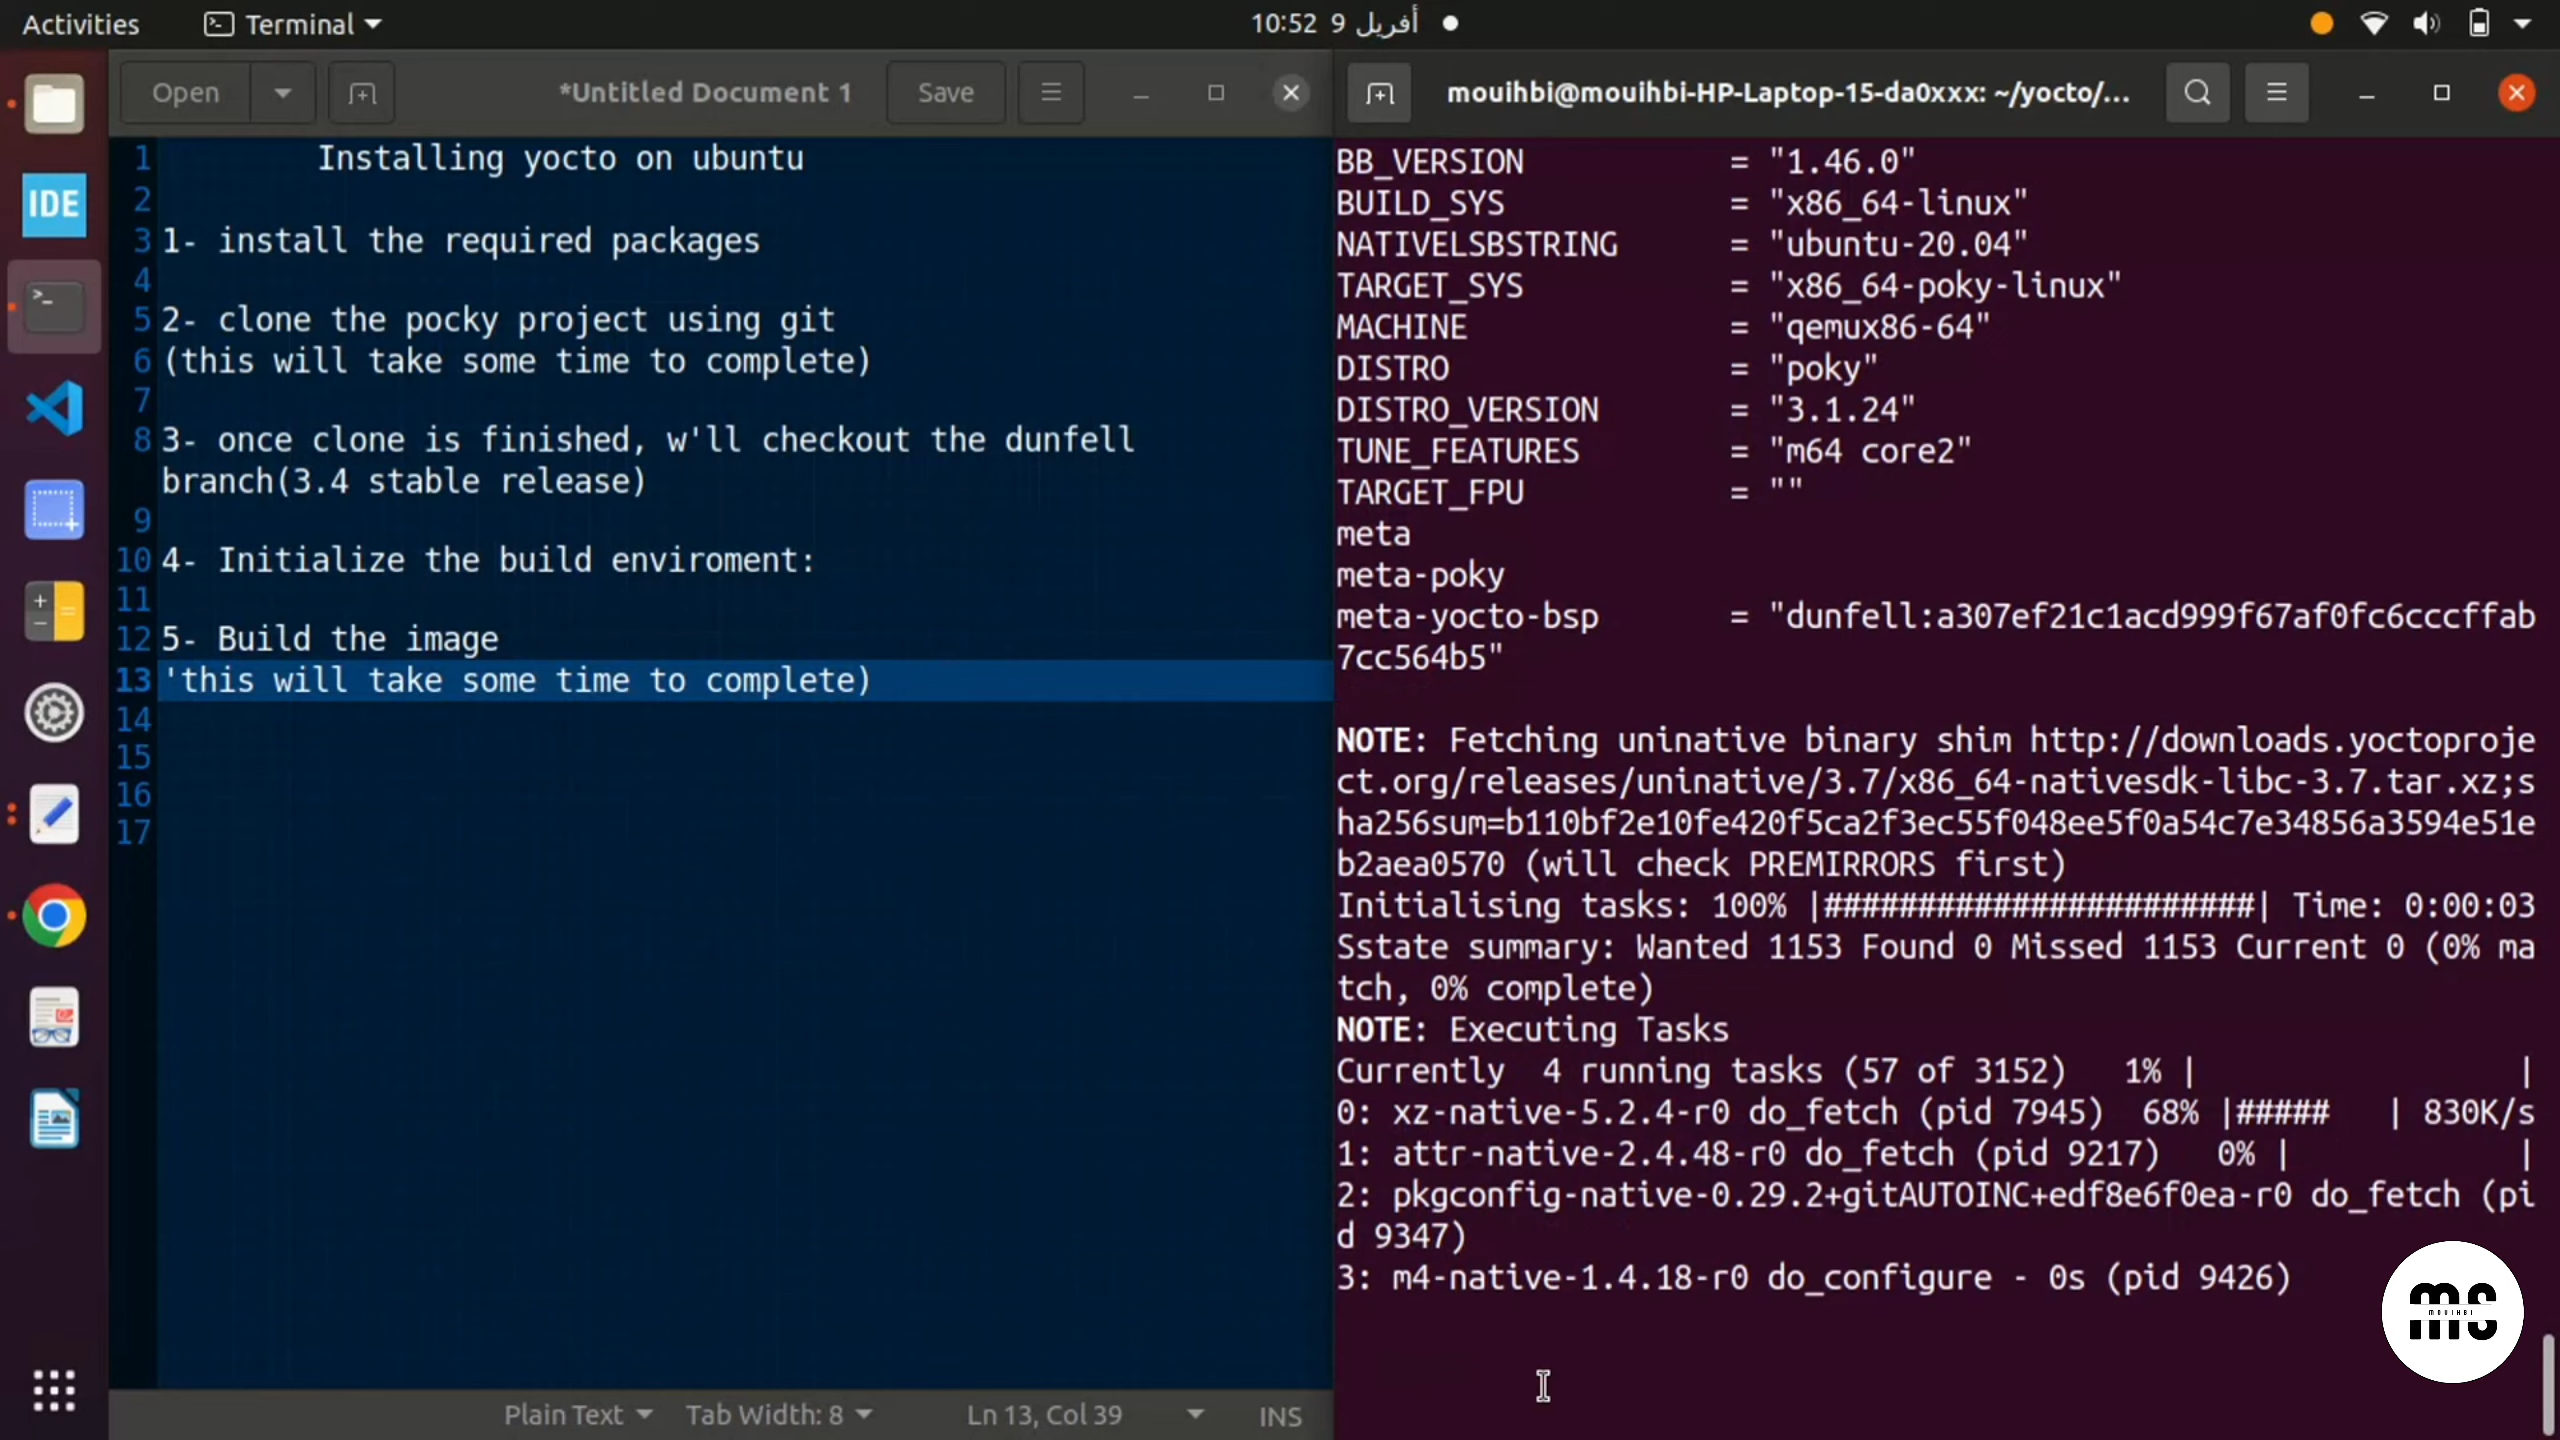 Activities Terminal 10:52 9 أفريل
Open *Untitled Document 1 Save
1 Installing yocto on ubuntu
2
3 1- install the required packages
4
5 2- clone the pocky project using git
6 (this will take some time to complete)
7
8 3- once clone is finished, w'll checkout the dunfell
branch(3.4 stable release)
9
10 4- Initialize the build enviroment:
11
12 5- Build the image
13 'this will take some time to complete)
14
15
16
17
Plain Text Tab Width: 8 Ln 13, Col 39 INS
IDE
mouihbi@mouihbi-HP-Laptop-15-da0xxx: ~/yocto/...
BB_VERSION = "1.46.0"
BUILD_SYS = "x86_64-linux"
NATIVELSBSTRING = "ubuntu-20.04"
TARGET_SYS = "x86_64-poky-linux"
MACHINE = "qemux86-64"
DISTRO = "poky"
DISTRO_VERSION = "3.1.24"
TUNE_FEATURES = "m64 core2"
TARGET_FPU = ""
meta
meta-poky
meta-yocto-bsp = "dunfell:a307ef21c1acd999f67af0fc6cccffab
7cc564b5"
NOTE: Fetching uninative binary shim http://downloads.yoctoproje
ct.org/releases/uninative/3.7/x86_64-nativesdk-libc-3.7.tar.xz;s
ha256sum=b110bf2e10fe420f5ca2f3ec55f048ee5f0a54c7e34856a3594e51e
b2aea0570 (will check PREMIRRORS first)
Initialising tasks: 100% |#######################| Time: 0:00:03
Sstate summary: Wanted 1153 Found 0 Missed 1153 Current 0 (0% ma
tch, 0% complete)
NOTE: Executing Tasks
Currently  4 running tasks (57 of 3152)   1% |                  |
0: xz-native-5.2.4-r0 do_fetch (pid 7945)  68% |#####   | 830K/s
1: attr-native-2.4.48-r0 do_fetch (pid 9217)   0% |             |
2: pkgconfig-native-0.29.2+gitAUTOINC+edf8e6f0ea-r0 do_fetch (pi
d 9347)
3: m4-native-1.4.18-r0 do_configure - 0s (pid 9426)
ms
MOUIHBI